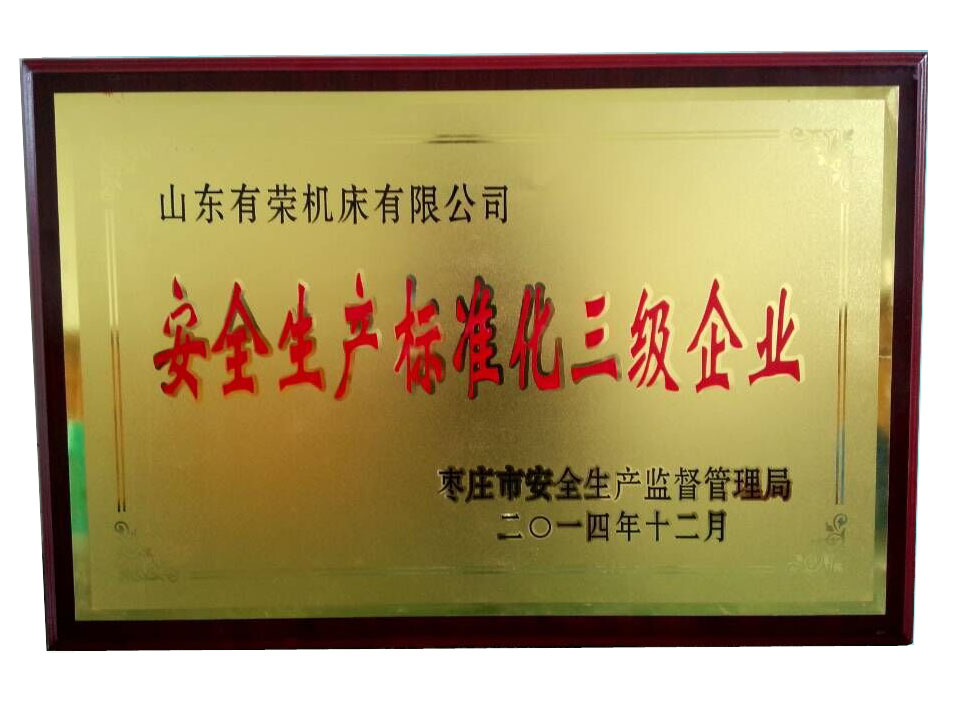 山东有荣机床有限公司
安全生产标准化三级企业
枣庄市安全生产监督管理局
二〇一四年十二月